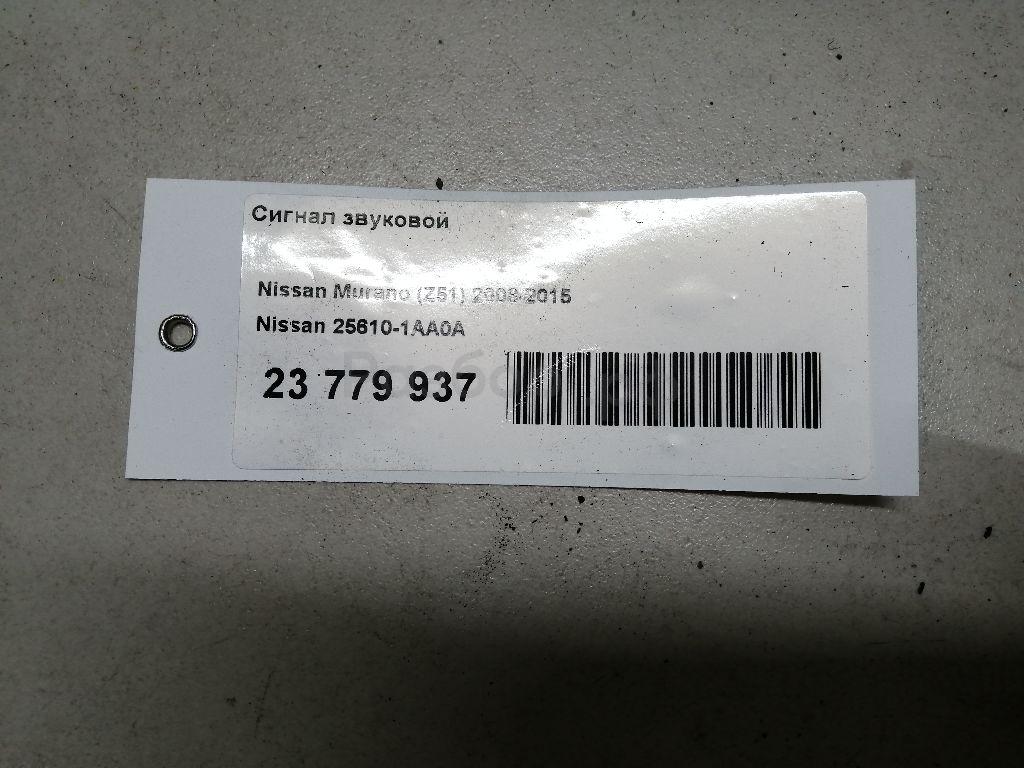 Сигнал звуковой
Nissan Murano (Z51) 2008-2015
Nissan 25610-1AA0A
23 779 937